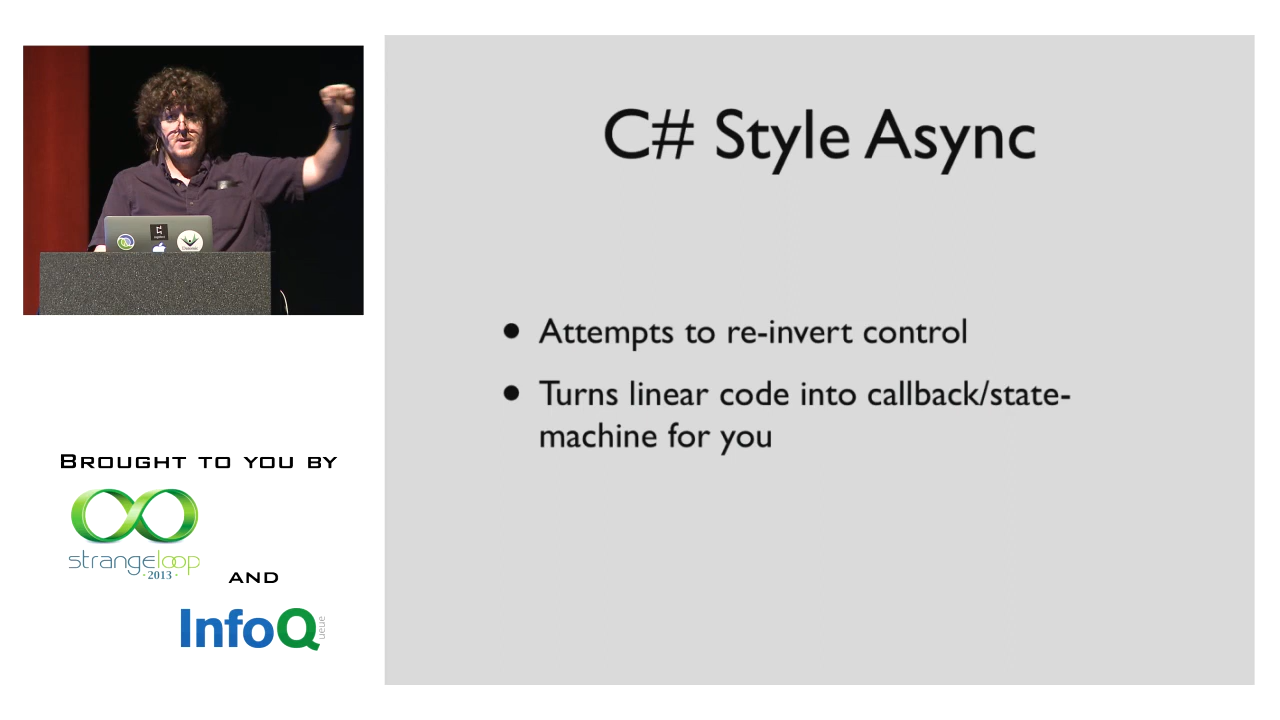 C# Style Async
Attempts to re-invert control
Turns linear code into callback/state-
machine for you
BROUGHT TO YOU BY
strangeloop
· 2013 ·
AND
InfoQ
ueue